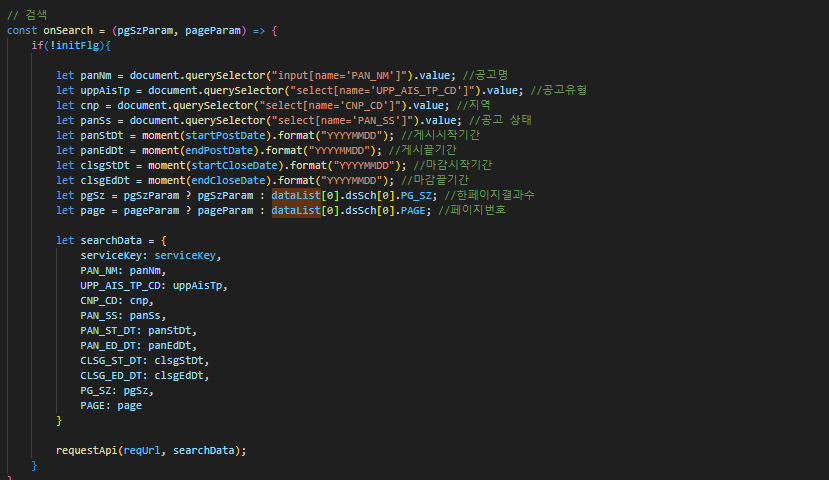 // 검색
const onSearch = (pgSzParam, pageParam) => {
if(!initFlg){
let panNm = document.querySelector("input[name='PAN_NM']").value; //공고명
let uppAisTp = document.querySelector("select[name='UPP_AIS_TP_CD']").value; //공고유형
let cnp = document.querySelector("select[name='CNP_CD']").value; //지역
let panSs = document.querySelector("select[name='PAN_SS']").value; //공고 상태
let panStDt = moment(startPostDate).format("YYYYMMDD"); //게시시작기간
let panEdDt = moment(endPostDate).format("YYYYMMDD"); //게시끝기간
let clsgStDt = moment(startCloseDate).format("YYYYMMDD"); //마감시작기간
let clsgEdDt = moment(endCloseDate).format("YYYYMMDD"); //마감끝기간
let pgSz = pgSzParam ? pgSzParam : dataList[0].dsSch[0].PG_SZ; //한페이지결과수
let page = pageParam ? pageParam : dataList[0].dsSch[0].PAGE; //페이지번호
let searchData = {
serviceKey: serviceKey,
PAN_NM: panNm,
UPP_AIS_TP_CD: uppAisTp,
CNP_CD: cnp,
PAN_SS: panSs,
PAN_ST_DT: panStDt,
PAN_ED_DT: panEdDt,
CLSG_ST_DT: clsgStDt,
CLSG_ED_DT: clsgEdDt,
PG_SZ: pgSz,
PAGE: page
}
requestApi(reqUrl, searchData);
}